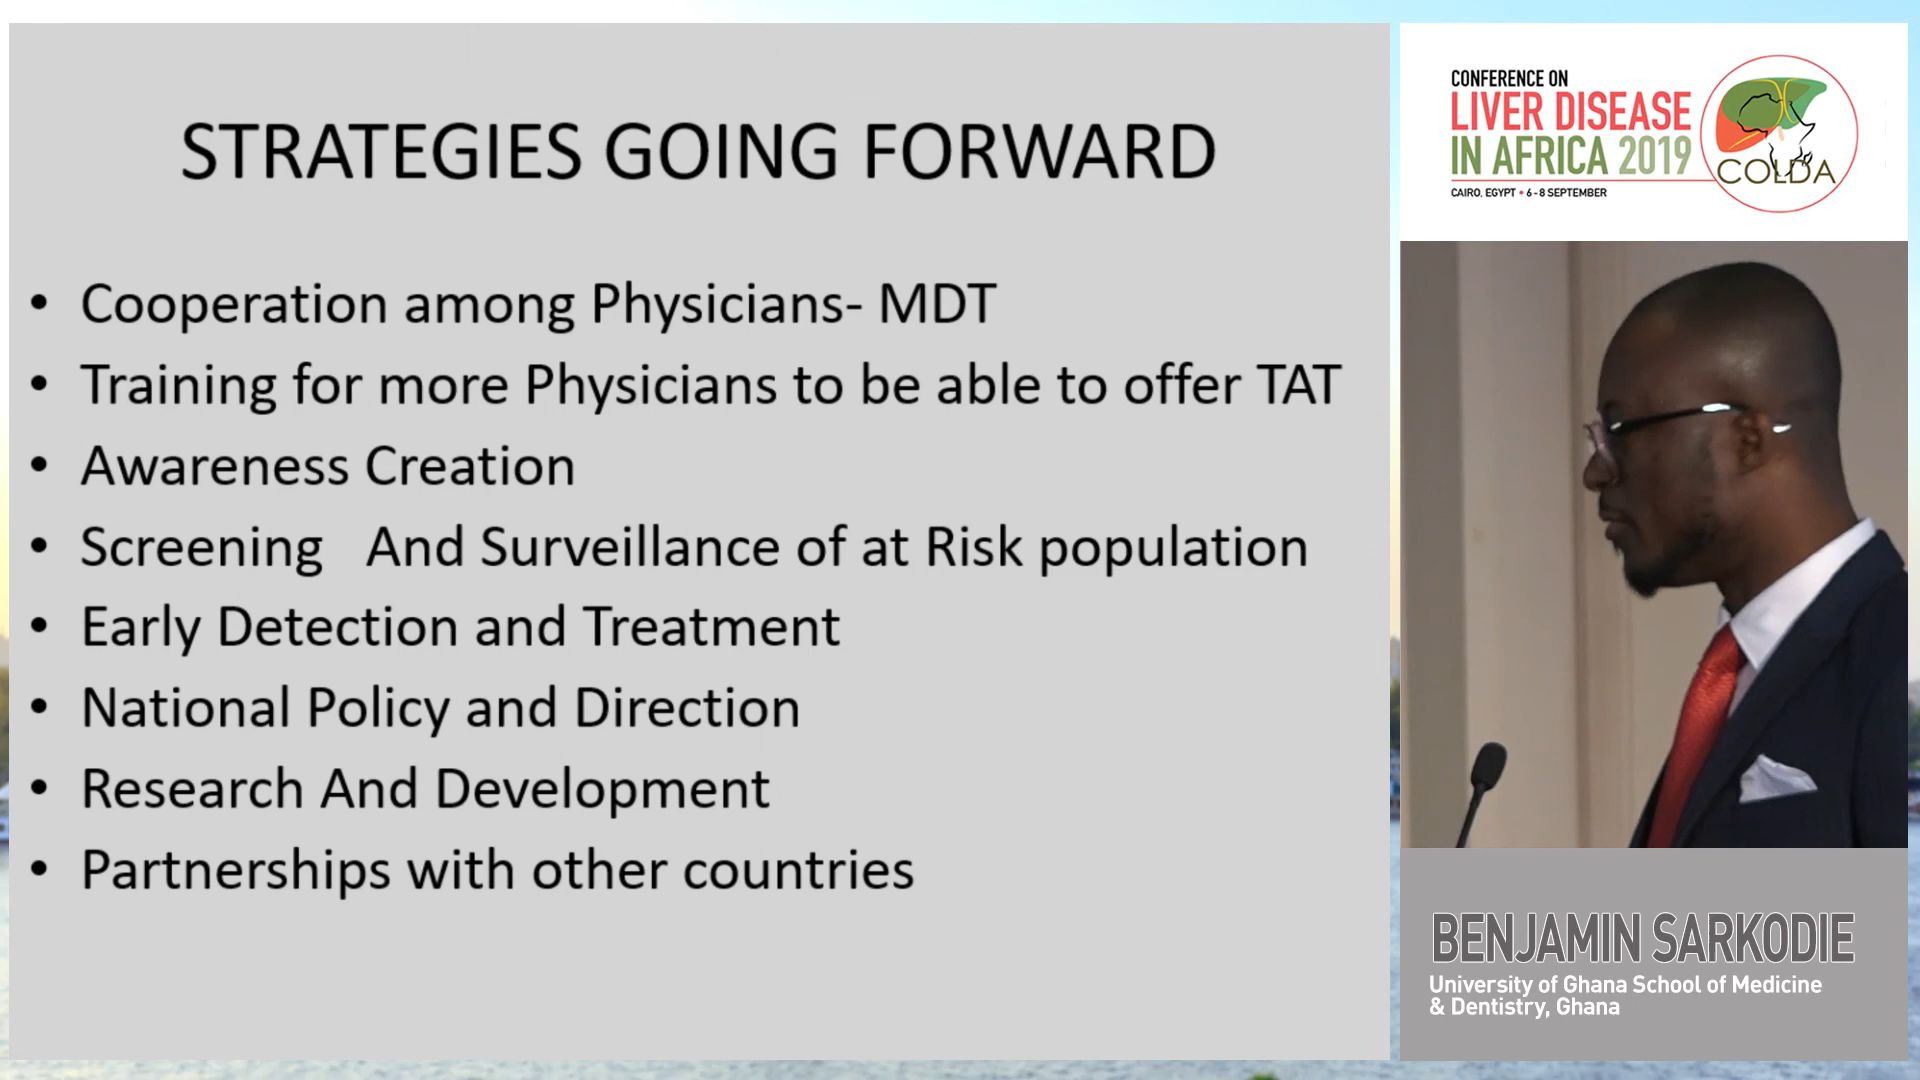 STRATEGIES GOING FORWARD
• Cooperation among Physicians- MDT
• Training for more Physicians to be able to offer TAT
• Awareness Creation
• Screening And Surveillance of at Risk population
• Early Detection and Treatment
• National Policy and Direction
• Research And Development
• Partnerships with other countries
CONFERENCE ON
LIVER DISEASE
IN AFRICA 2019
CAIRO, EGYPT • 6 - 8 SEPTEMBER
COLDA
BENJAMIN SARKODIE
University of Ghana School of Medicine
& Dentistry, Ghana